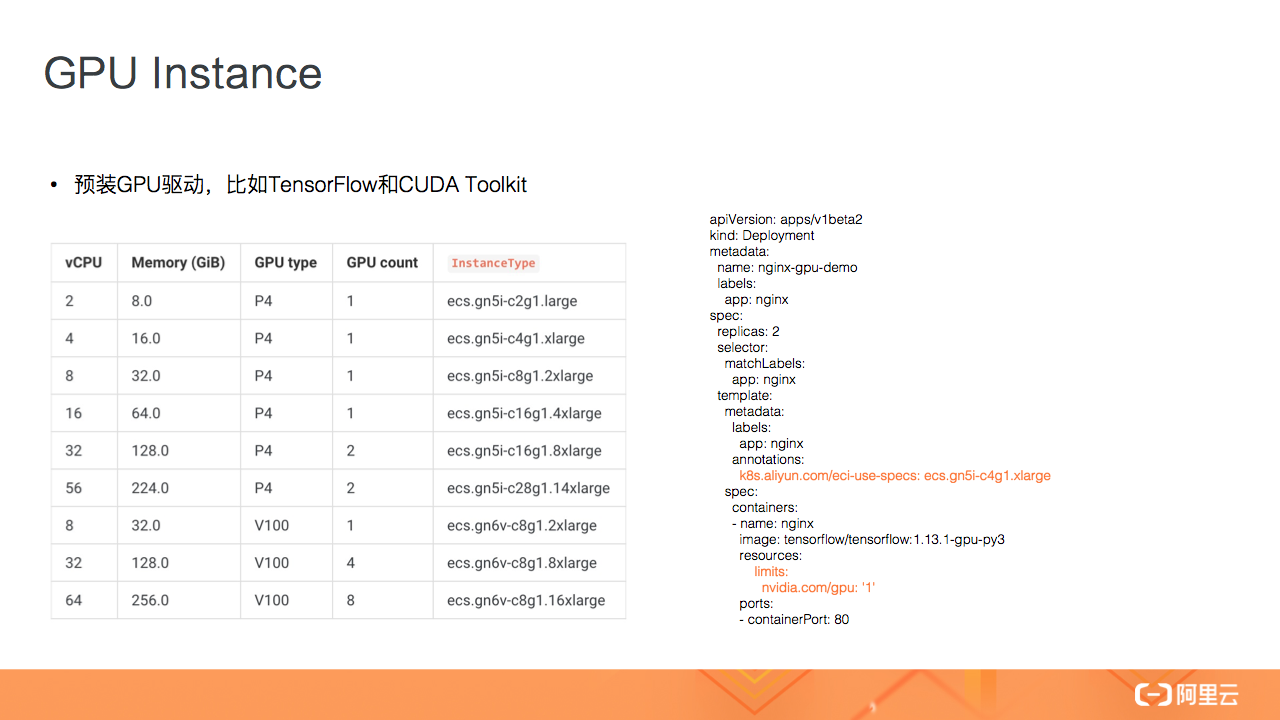 GPU Instance
• 预装GPU驱动，比如TensorFlow和CUDA Toolkit
vCPU Memory (GiB) GPU type GPU count InstanceType
2 8.0 P4 1 ecs.gn5i-c2g1.large
4 16.0 P4 1 ecs.gn5i-c4g1.xlarge
8 32.0 P4 1 ecs.gn5i-c8g1.2xlarge
16 64.0 P4 1 ecs.gn5i-c16g1.4xlarge
32 128.0 P4 2 ecs.gn5i-c16g1.8xlarge
56 224.0 P4 2 ecs.gn5i-c28g1.14xlarge
8 32.0 V100 1 ecs.gn6v-c8g1.2xlarge
32 128.0 V100 4 ecs.gn6v-c8g1.8xlarge
64 256.0 V100 8 ecs.gn6v-c8g1.16xlarge
apiVersion: apps/v1beta2
kind: Deployment
metadata:
  name: nginx-gpu-demo
  labels:
    app: nginx
spec:
  replicas: 2
  selector:
    matchLabels:
      app: nginx
  template:
    metadata:
      labels:
        app: nginx
      annotations:
        k8s.aliyun.com/eci-use-specs: ecs.gn5i-c4g1.xlarge
    spec:
      containers:
      - name: nginx
        image: tensorflow/tensorflow:1.13.1-gpu-py3
        resources:
            limits:
              nvidia.com/gpu: '1'
        ports:
        - containerPort: 80
阿里云